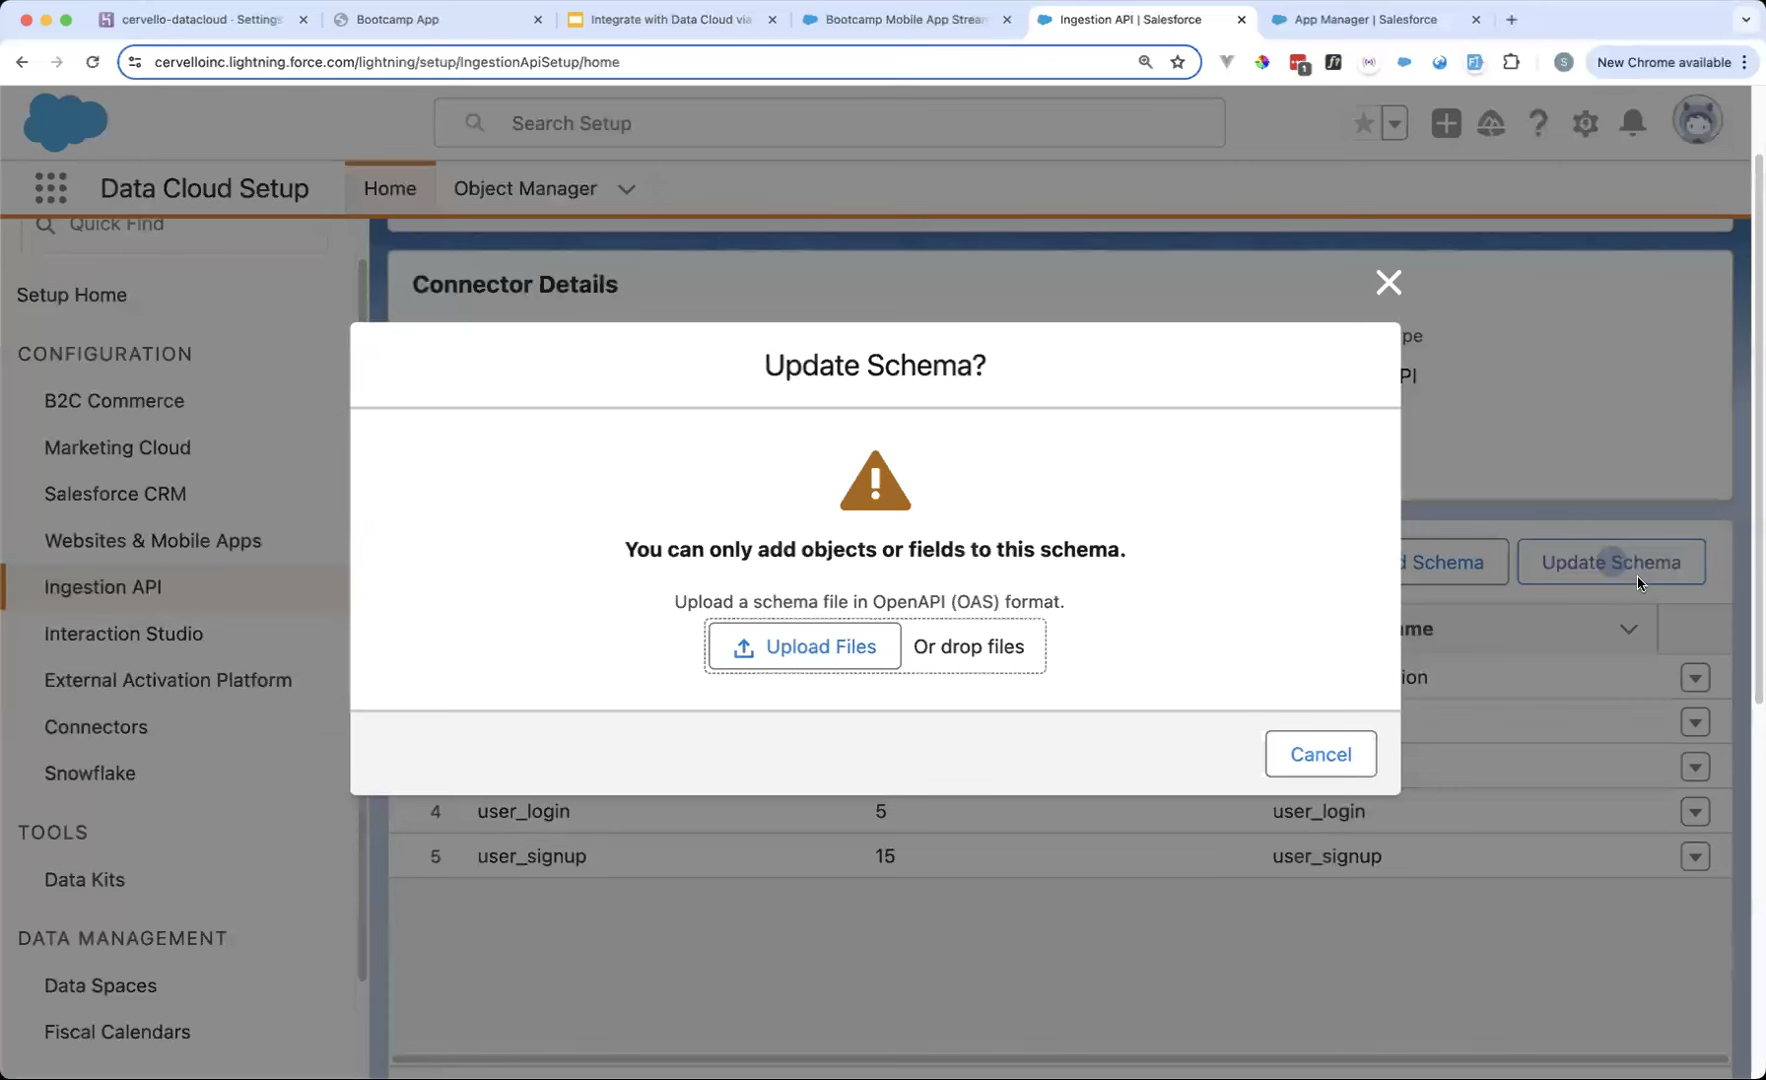 cervello-datacloud · Settings
Bootcamp App
Integrate with Data Cloud via
Bootcamp Mobile App Strean
Ingestion API | Salesforce
App Manager | Salesforce
cervelloinc.lightning.force.com/lightning/setup/IngestionApiSetup/home
1
f?
S
New Chrome available
Search Setup
Data Cloud Setup
Home
Object Manager
Quick Find
Setup Home
CONFIGURATION
B2C Commerce
Marketing Cloud
Salesforce CRM
Websites & Mobile Apps
Ingestion API
Interaction Studio
External Activation Platform
Connectors
Snowflake
TOOLS
Data Kits
DATA MANAGEMENT
Data Spaces
Fiscal Calendars
Connector Details
pe
PI
Update Schema?
You can only add objects or fields to this schema.
Upload a schema file in OpenAPI (OAS) format.
Upload Files Or drop files
Cancel
d Schema
Update Schema
ame
ion
4 user_login 5 user_login
5 user_signup 15 user_signup